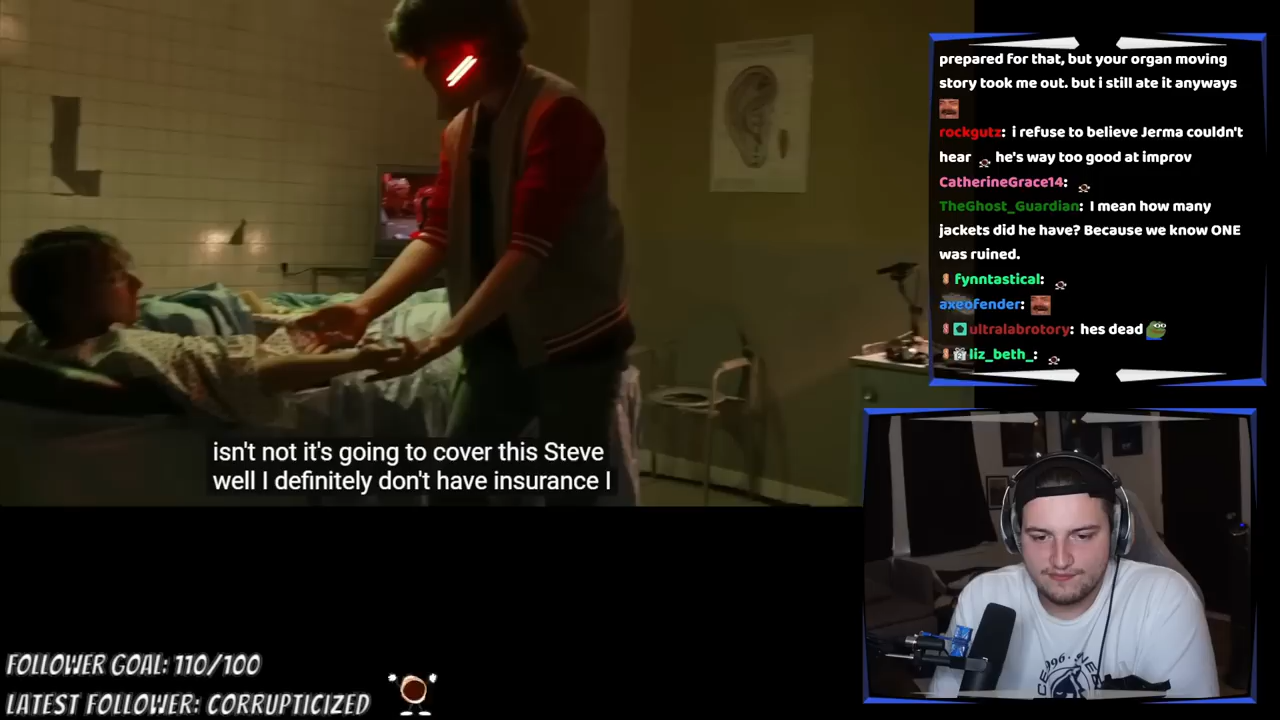 prepared for that, but your organ moving
story took me out. but i still ate it anyways
rockgutz: i refuse to believe Jerma couldn't
hear he's way too good at improv
CatherineGrace14:
TheGhost_Guardian: I mean how many
jackets did he have? Because we know ONE
was ruined.
fynntastical:
axeofender:
ultralabrotory: hes dead
liz_beth_:
isn't not it's going to cover this Steve
well I definitely don't have insurance I
FOLLOWER GOAL: 110/100
LATEST FOLLOWER: CORRUPTICIZED